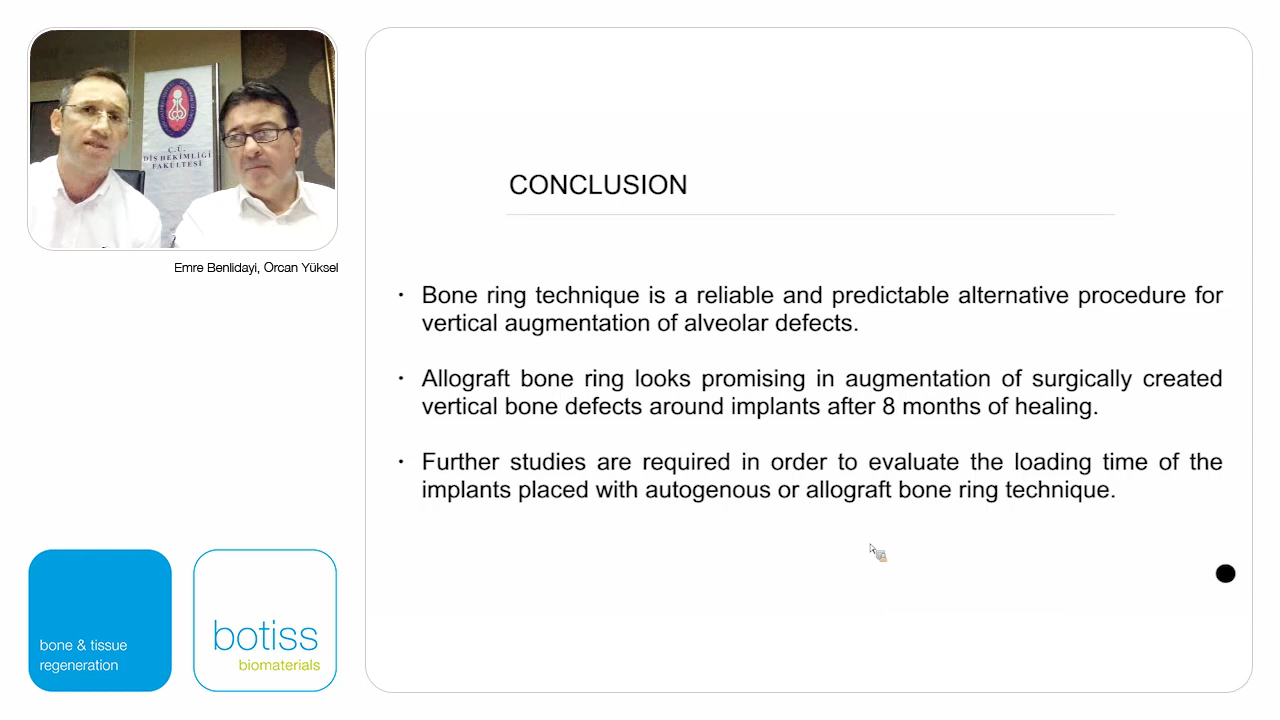 C.Ü.
DİŞ HEKİMLİĞİ
FAKÜLTESİ
Emre Benlidayi, Orcan Yüksel
CONCLUSION
• Bone ring technique is a reliable and predictable alternative procedure for
vertical augmentation of alveolar defects.
• Allograft bone ring looks promising in augmentation of surgically created
vertical bone defects around implants after 8 months of healing.
• Further studies are required in order to evaluate the loading time of the
implants placed with autogenous or allograft bone ring technique.
bone & tissue
regeneration
botiss
biomaterials